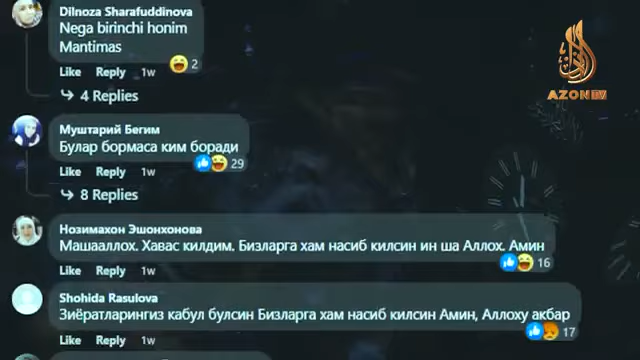 Dilnoza Sharafuddinova
Nega birinchi honim
Mantimas
Like Reply 1w
2
4 Replies
AZON TV
Муштарий Бегим
Булар бормаса ким боради
Like Reply 1w
29
8 Replies
Нозимахон Эшонхонова
Машааллох. Хавас килдим. Бизларга хам насиб килсин ин ша Аллох. Амин
Like Reply 1w
16
Shohida Rasulova
Зиёратларингиз кабул булсин Бизларга хам насиб килсин Амин, Аллоху акбар
Like Reply 1w
17